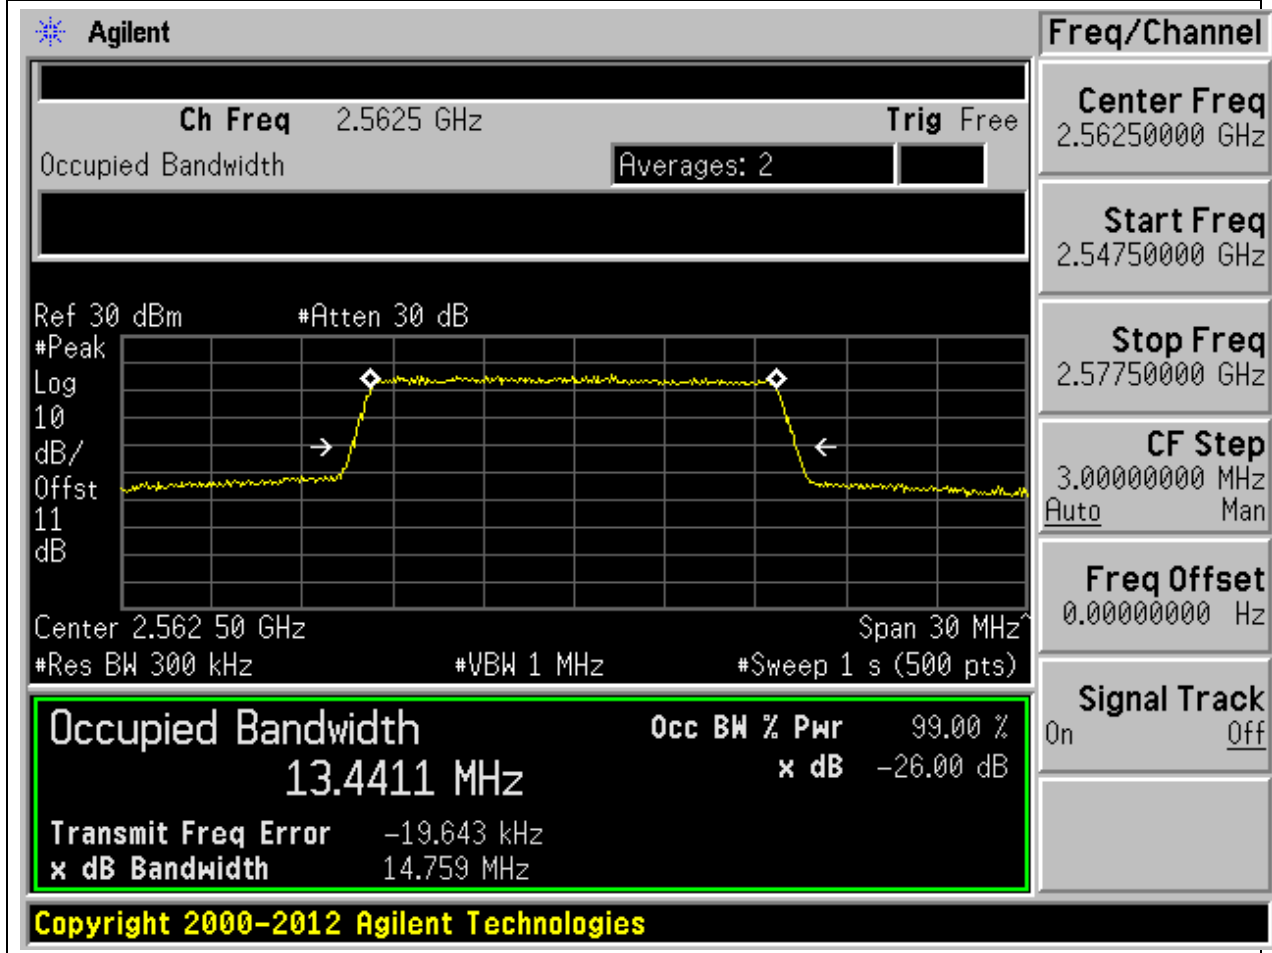 Agilent
Freq/Channel
Ch Freq 2.5625 GHz Trig Free
Occupied Bandwidth Averages: 2
Center Freq
2.56250000 GHz
Start Freq
2.54750000 GHz
Stop Freq
2.57750000 GHz
CF Step
3.00000000 MHz
Auto Man
Freq Offset
0.00000000 Hz
Signal Track
On Off
Ref 30 dBm #Atten 30 dB
#Peak
Log
10
dB/
Offst
11
dB
Center 2.562 50 GHz Span 30 MHz^
#Res BW 300 kHz #VBW 1 MHz #Sweep 1 s (500 pts)
Occupied Bandwidth Occ BW % Pwr 99.00 %
13.4411 MHz x dB -26.00 dB
Transmit Freq Error -19.643 kHz
x dB Bandwidth 14.759 MHz
Copyright 2000-2012 Agilent Technologies